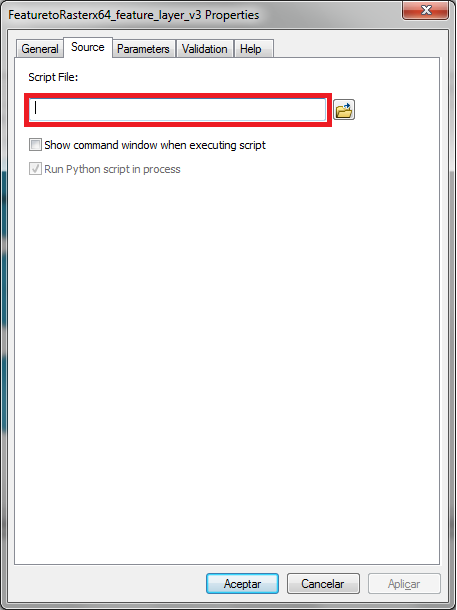 FeaturetoRasterx64_feature_layer_v3 Properties
General Source Parameters Validation Help
Script File:
Show command window when executing script
Run Python script in process
Aceptar Cancelar Aplicar